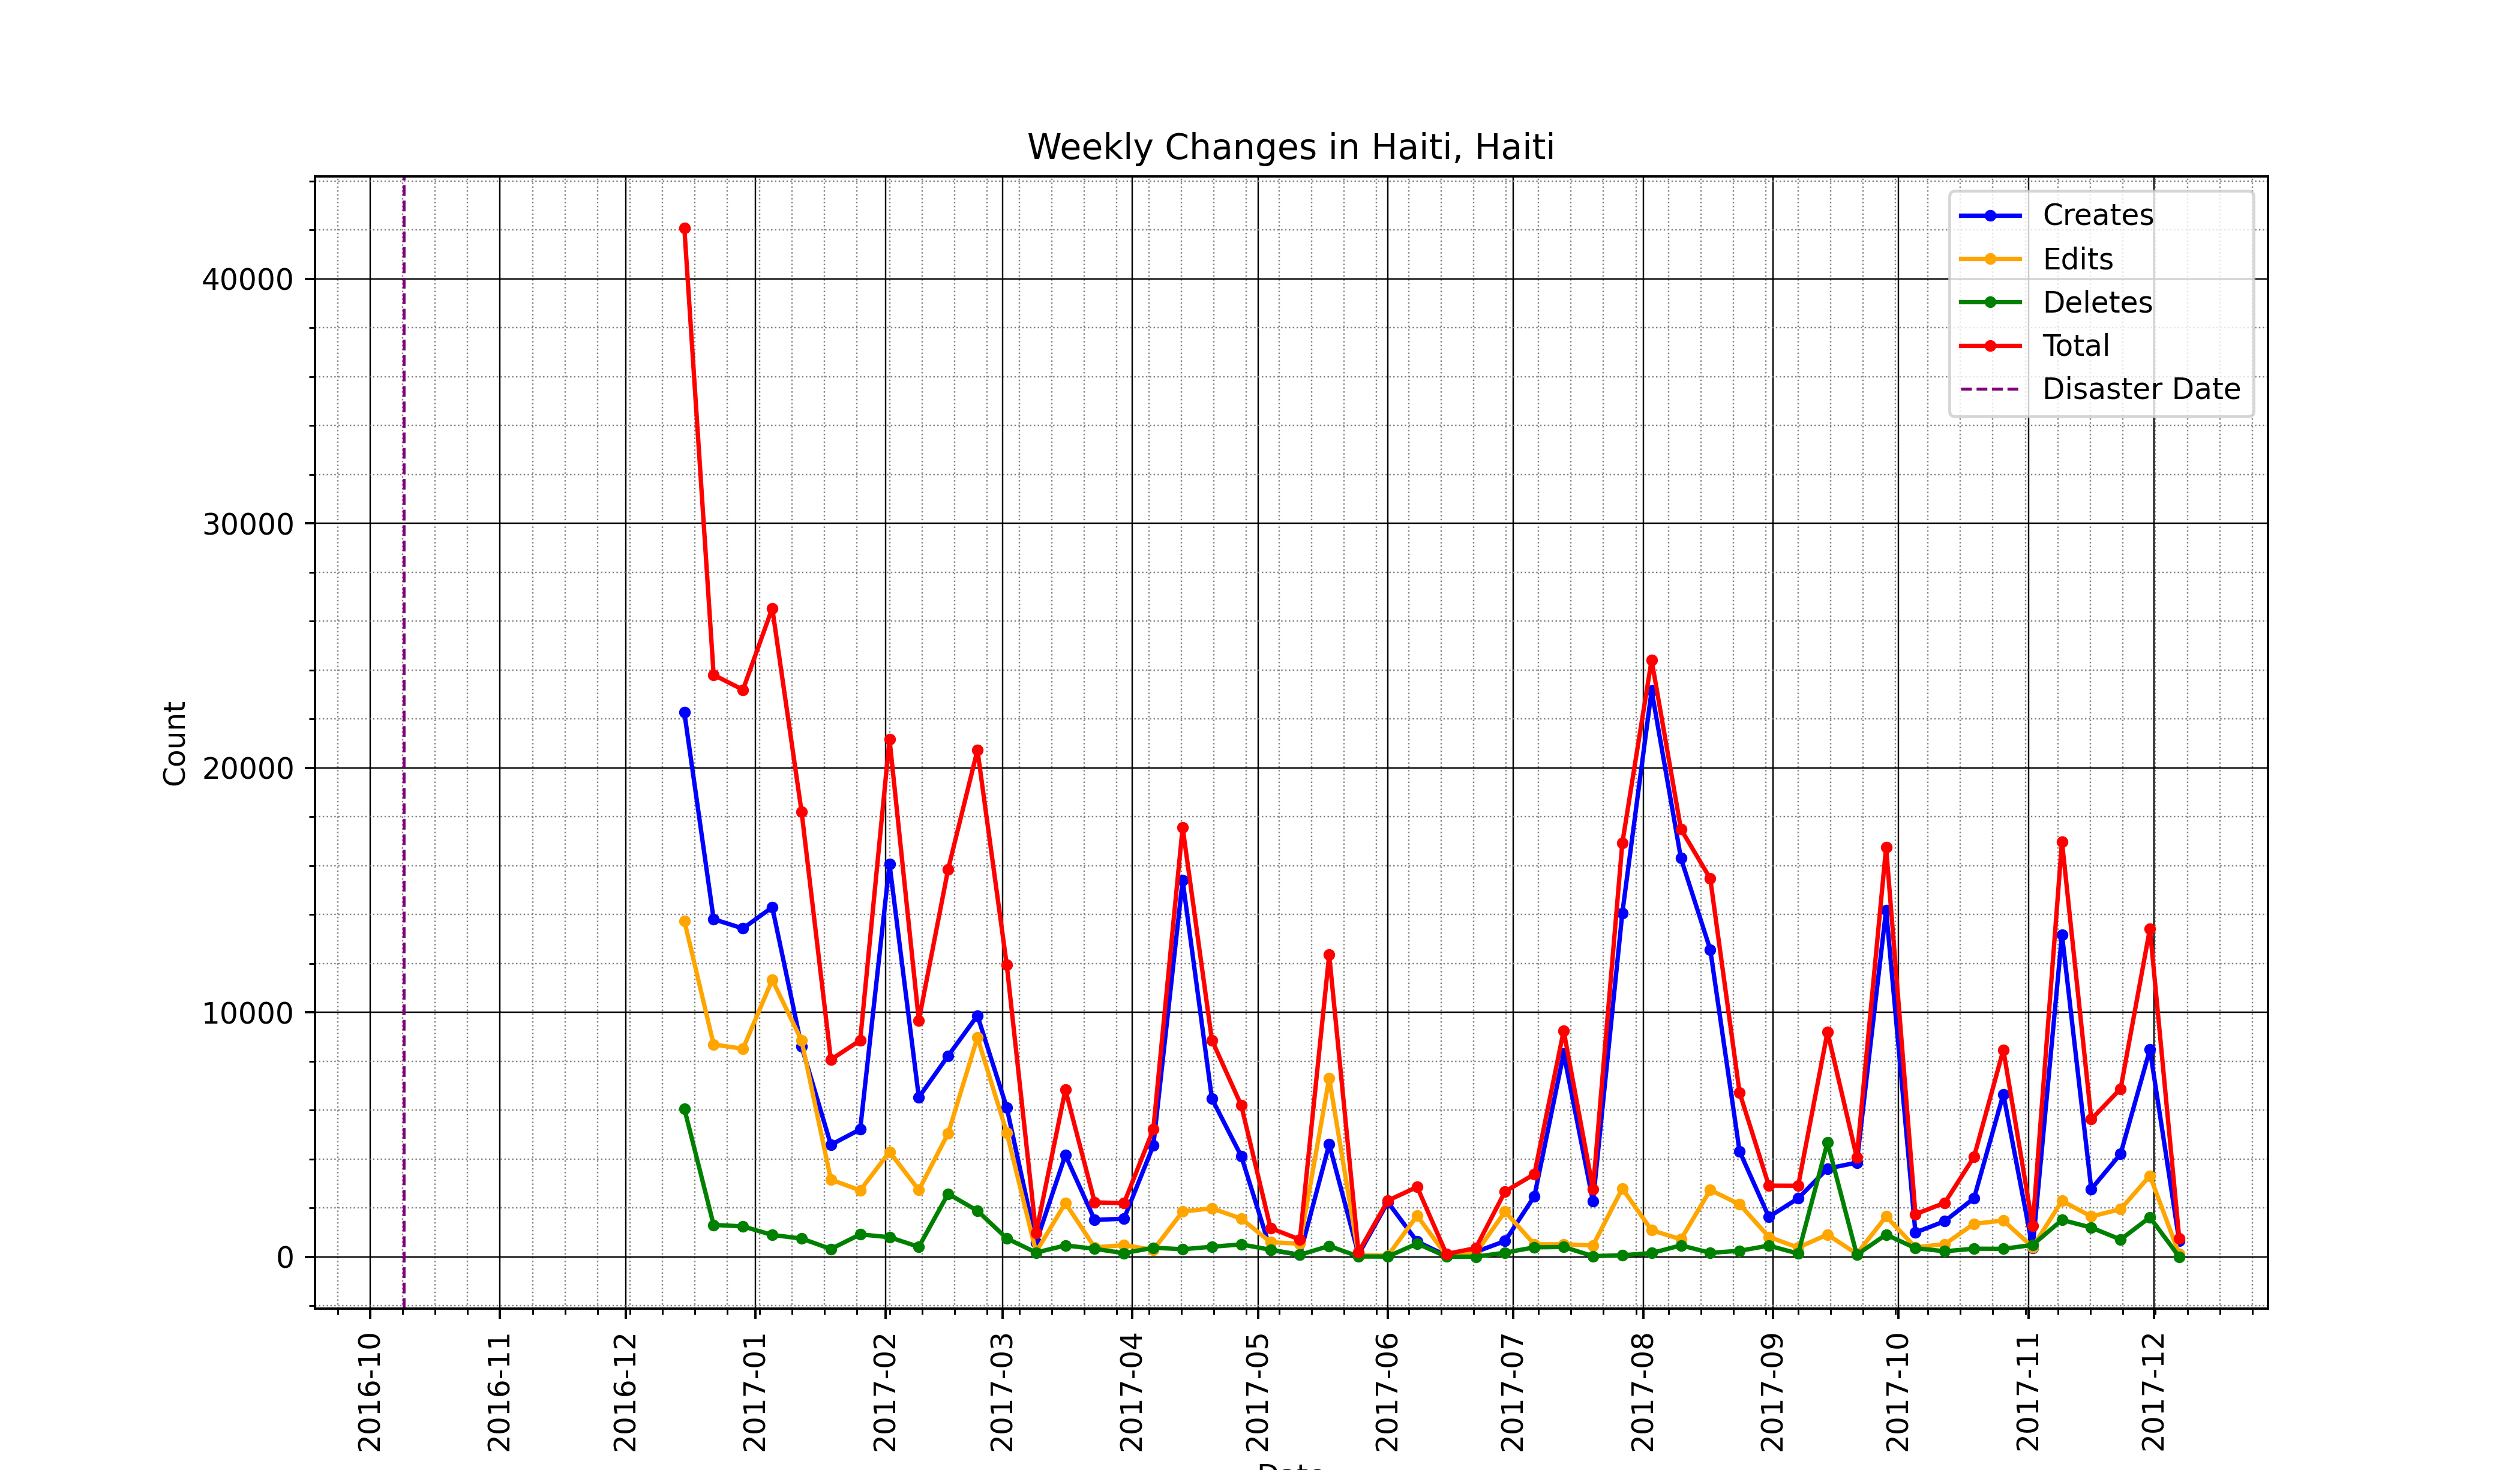 Weekly Changes in Haiti, Haiti
Creates
Edits
Deletes
Total
Disaster Date
Count
40000
30000
20000
10000
0
2016-10
2016-11
2016-12
2017-01
2017-02
2017-03
2017-04
2017-05
2017-06
2017-07
2017-08
2017-09
2017-10
2017-11
2017-12
Date